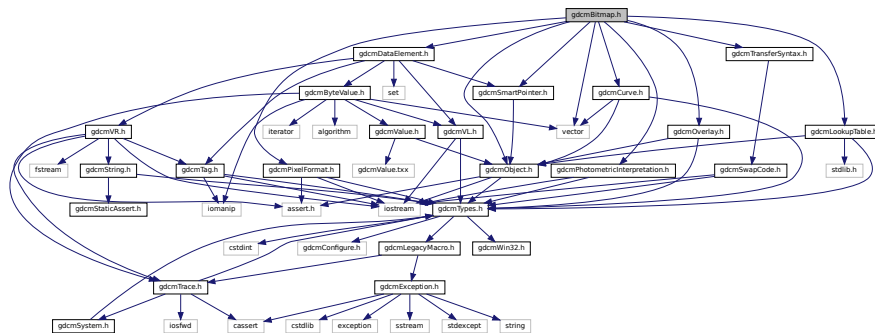 gdcmBitmap.h
gdcmDataElement.h
gdcmTransferSyntax.h
gdcmByteValue.h
set
gdcmSmartPointer.h
gdcmCurve.h
gdcmVR.h
iterator
algorithm
gdcmValue.h
gdcmVL.h
vector
gdcmOverlay.h
gdcmLookupTable.h
fstream
gdcmString.h
gdcmTag.h
gdcmPixelFormat.h
gdcmValue.txx
gdcmObject.h
gdcmPhotometricInterpretation.h
gdcmSwapCode.h
stdlib.h
gdcmStaticAssert.h
iomanip
assert.h
iostream
gdcmTypes.h
cstdint
gdcmConfigure.h
gdcmLegacyMacro.h
gdcmWin32.h
gdcmTrace.h
gdcmException.h
gdcmSystem.h
iosfwd
cassert
cstdlib
exception
sstream
stdexcept
string